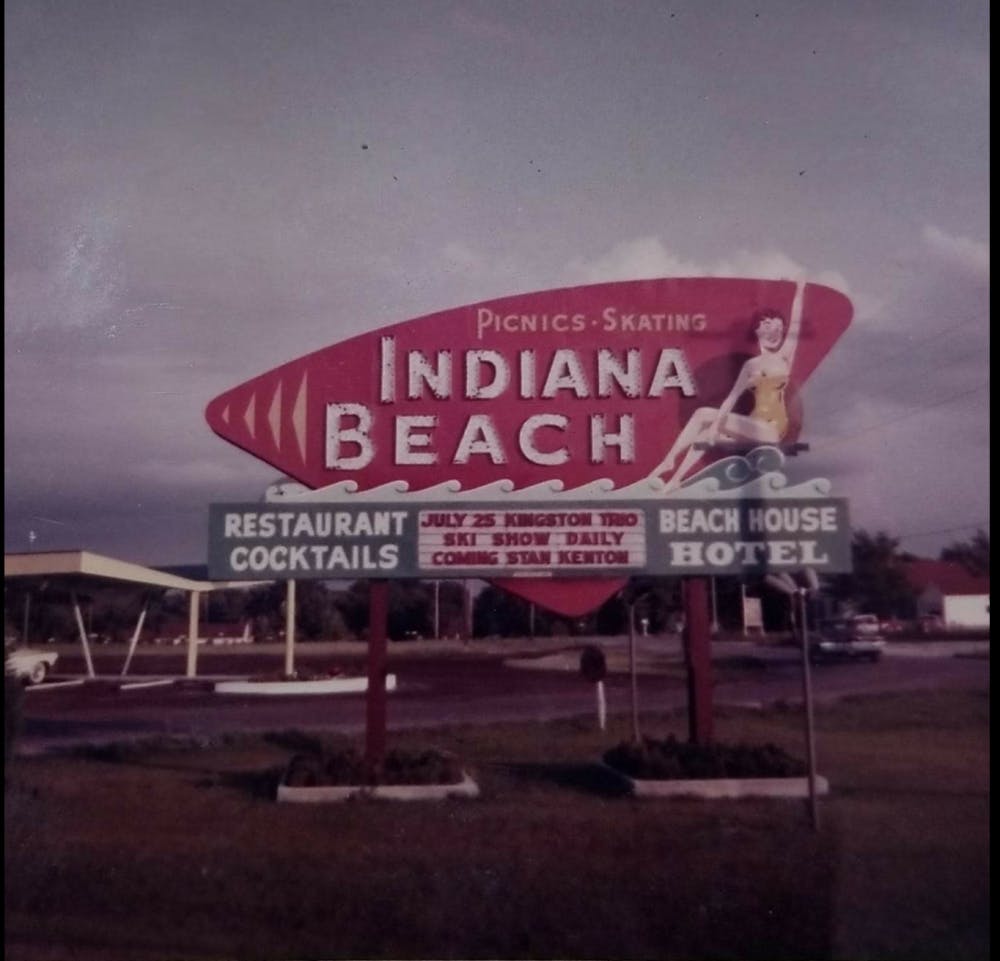 PICNICS · SKATING
INDIANA
BEACH
RESTAURANT
COCKTAILS
JULY 25 KINGSTON TRIO
SKI SHOW DAILY
COMING STAN KENTON
BEACH HOUSE
HOTEL